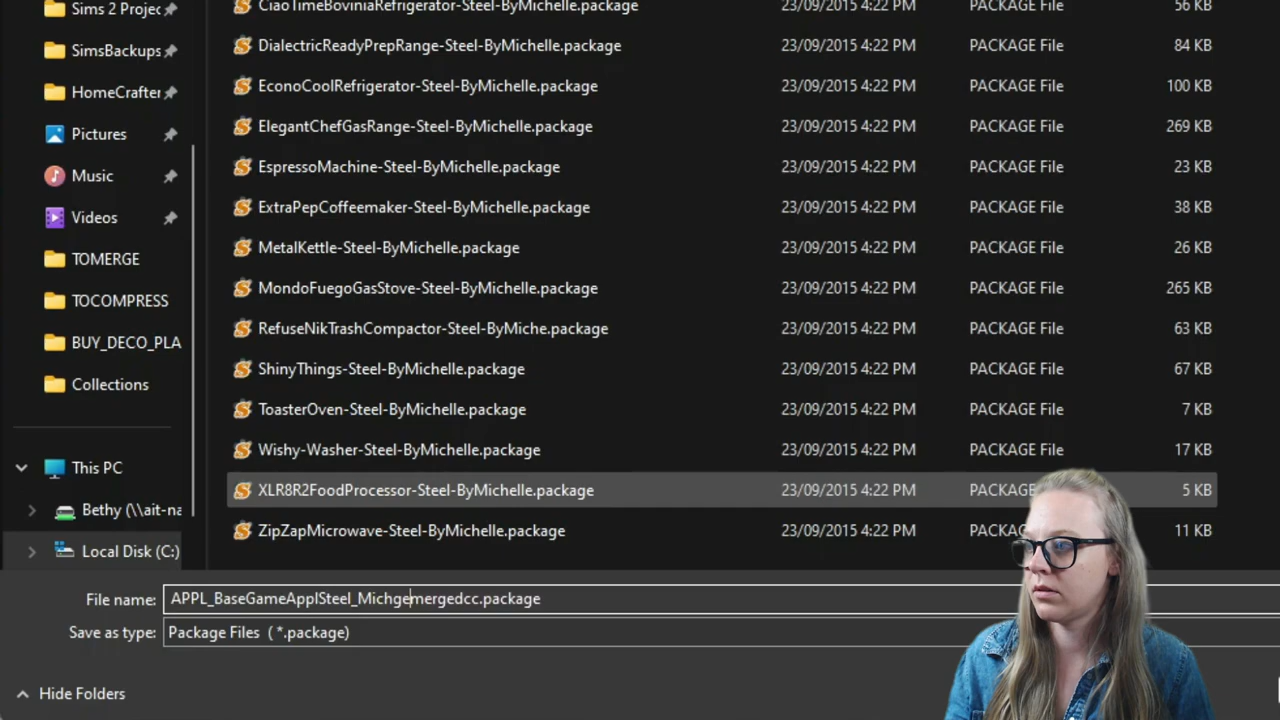 Sims 2 Projec
CiaoTimeBoviniaRefrigerator-Steel-ByMichelle.package 23/09/2015 4:22 PM PACKAGE File 56 KB
SimsBackups
DialectricReadyPrepRange-Steel-ByMichelle.package 23/09/2015 4:22 PM PACKAGE File 84 KB
HomeCrafter
EconoCoolRefrigerator-Steel-ByMichelle.package 23/09/2015 4:22 PM PACKAGE File 100 KB
Pictures
ElegantChefGasRange-Steel-ByMichelle.package 23/09/2015 4:22 PM PACKAGE File 269 KB
Music
EspressoMachine-Steel-ByMichelle.package 23/09/2015 4:22 PM PACKAGE File 23 KB
Videos
ExtraPepCoffeemaker-Steel-ByMichelle.package 23/09/2015 4:22 PM PACKAGE File 38 KB
TOMERGE
MetalKettle-Steel-ByMichelle.package 23/09/2015 4:22 PM PACKAGE File 26 KB
TOCOMPRESS
MondoFuegoGasStove-Steel-ByMichelle.package 23/09/2015 4:22 PM PACKAGE File 265 KB
BUY_DECO_PLA
RefuseNikTrashCompactor-Steel-ByMiche.package 23/09/2015 4:22 PM PACKAGE File 63 KB
Collections
ShinyThings-Steel-ByMichelle.package 23/09/2015 4:22 PM PACKAGE File 67 KB
ToasterOven-Steel-ByMichelle.package 23/09/2015 4:22 PM PACKAGE File 7 KB
This PC
Wishy-Washer-Steel-ByMichelle.package 23/09/2015 4:22 PM PACKAGE File 17 KB
Bethy (\\ait-na
XLR8R2FoodProcessor-Steel-ByMichelle.package 23/09/2015 4:22 PM PACKAGE 5 KB
Local Disk (C:)
ZipZapMicrowave-Steel-ByMichelle.package 23/09/2015 4:22 PM PACKAGE File 11 KB
File name: APPL_BaseGameApplSteel_Michgemergedcc.package
Save as type: Package Files (*.package)
Hide Folders